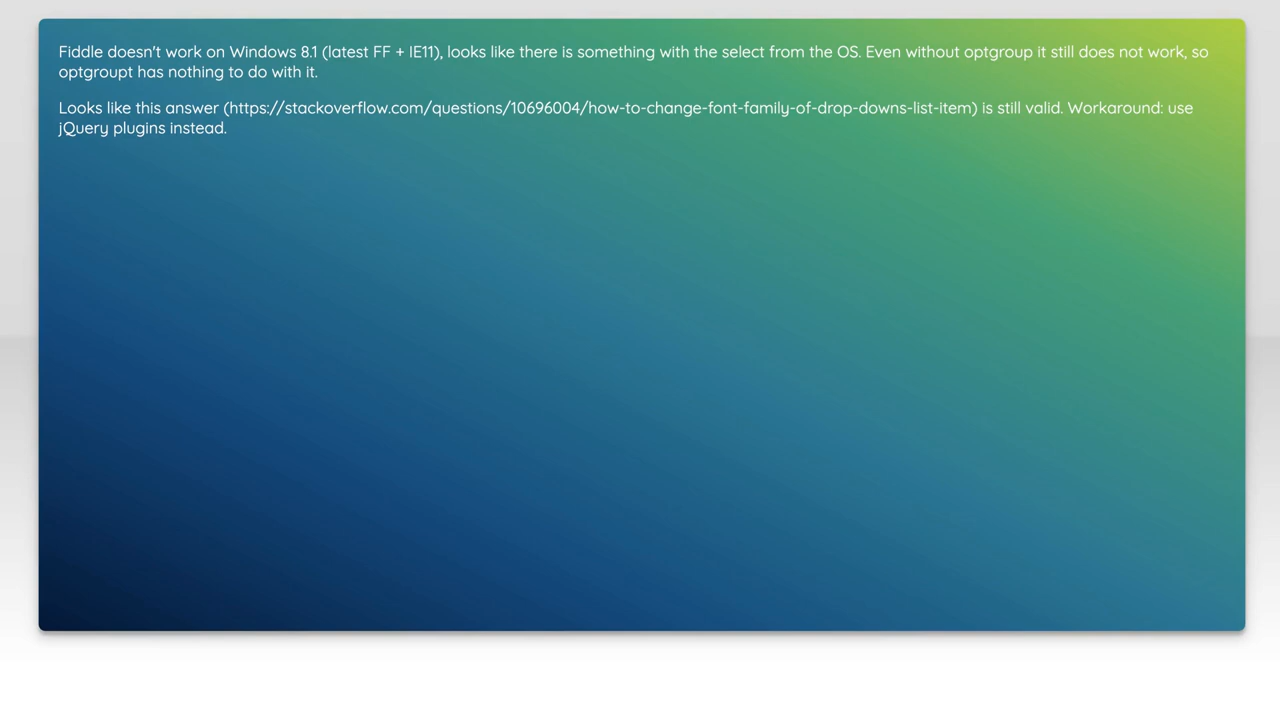 Fiddle doesn't work on Windows 8.1 (latest FF + IE11), looks like there is something with the select from the OS. Even without optgroup it still does not work, so
optgroupt has nothing to do with it.
Looks like this answer (https://stackoverflow.com/questions/10696004/how-to-change-font-family-of-drop-downs-list-item) is still valid. Workaround: use
jQuery plugins instead.